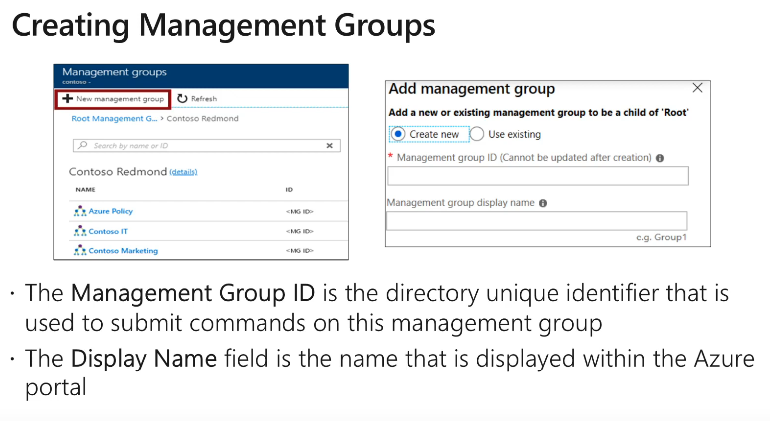 Creating Management Groups
Management groups
contoso -
New management group
Refresh
Root Management G... > Contoso Redmond
Search by name or ID
Contoso Redmond (details)
NAME ID
Azure Policy <MG ID>
Contoso IT <MG ID>
Contoso Marketing <MG ID>
Add management group
Add a new or existing management group to be a child of 'Root'
Create new Use existing
* Management group ID (Cannot be updated after creation)
Management group display name
e.g. Group1
· The Management Group ID is the directory unique identifier that is
used to submit commands on this management group
· The Display Name field is the name that is displayed within the Azure
portal